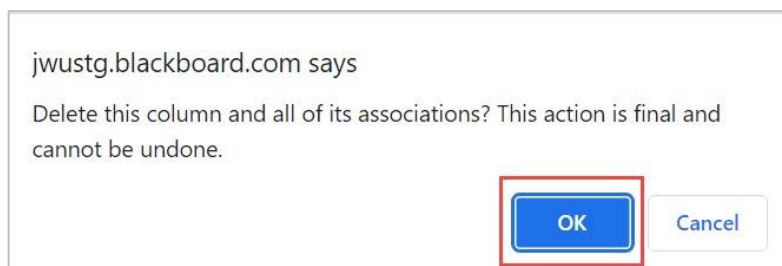 jwustg.blackboard.com says
Delete this column and all of its associations? This action is final and
cannot be undone.
OK Cancel